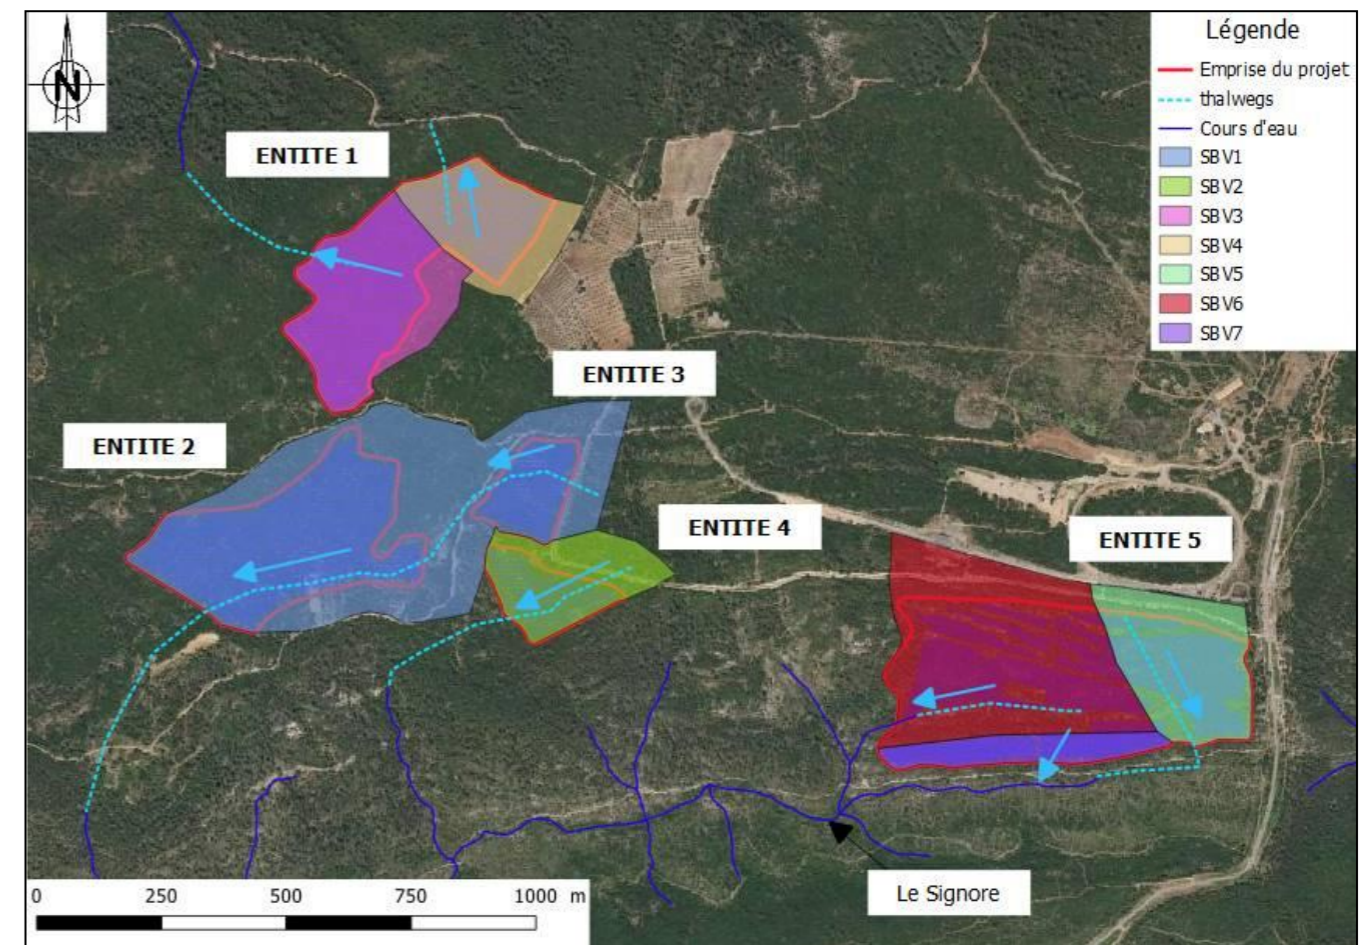 N
Légende
Emprise du projet
thalwegs
Cours d'eau
SBV1
SBV2
SBV3
SBV4
SBV5
SBV6
SBV7
ENTITE 1
ENTITE 3
ENTITE 2
ENTITE 4
ENTITE 5
Le Signore
0 250 500 750 1000 m